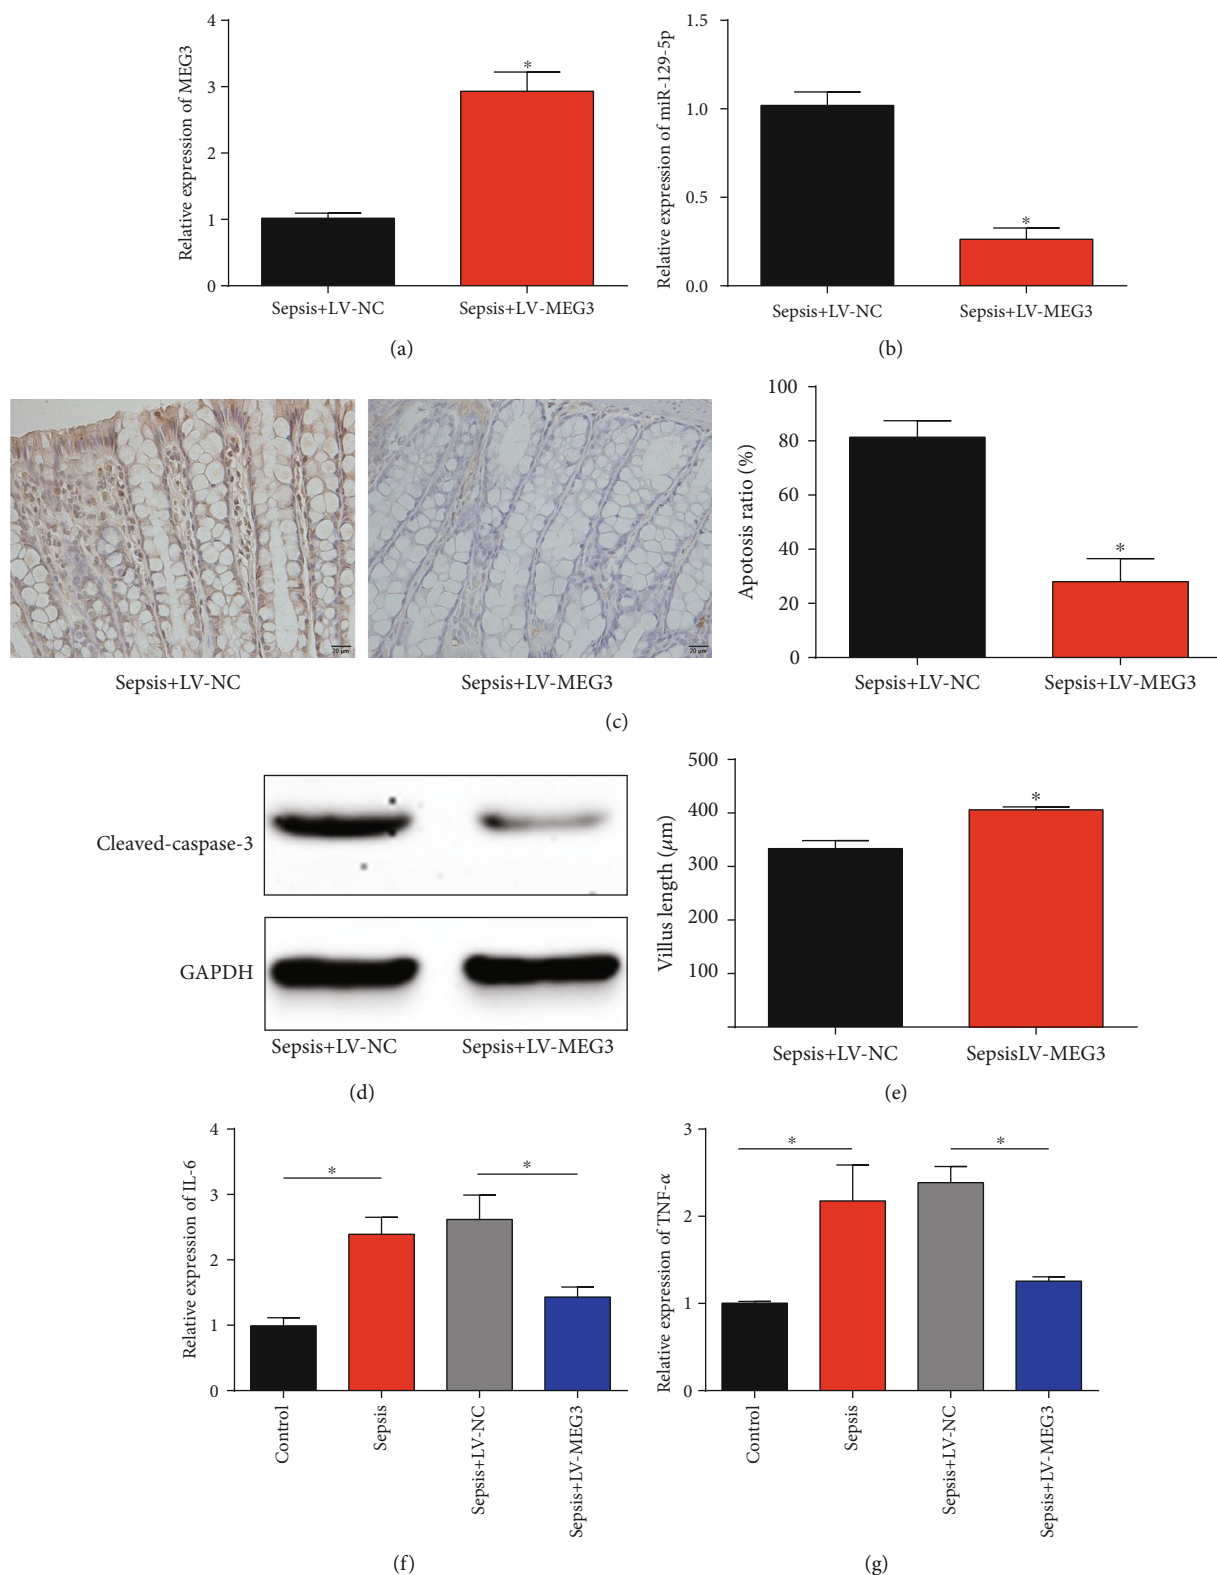 Relative expression of MEG3
4
3
2
1
0
*
Sepsis+LV-NC
Sepsis+LV-MEG3
(a)
Relative expression of miR-129-5p
1.5
1.0
0.5
0.0
*
Sepsis+LV-NC
Sepsis+LV-MEG3
(b)
20 μm
Sepsis+LV-NC
20 μm
Sepsis+LV-MEG3
Apotosis ratio (%)
100
80
60
40
20
0
*
Sepsis+LV-NC
Sepsis+LV-MEG3
(c)
Cleaved-caspase-3
GAPDH
Sepsis+LV-NC
Sepsis+LV-MEG3
(d)
Villus length (μm)
500
400
300
200
100
*
Sepsis+LV-NC
SepsisLV-MEG3
(e)
Relative expression of IL-6
4
3
2
1
0
*
*
Control
Sepsis
Sepsis+LV-NC
Sepsis+LV-MEG3
(f)
Relative expression of TNF-α
3
2
1
0
*
*
Control
Sepsis
Sepsis+LV-NC
Sepsis+LV-MEG3
(g)